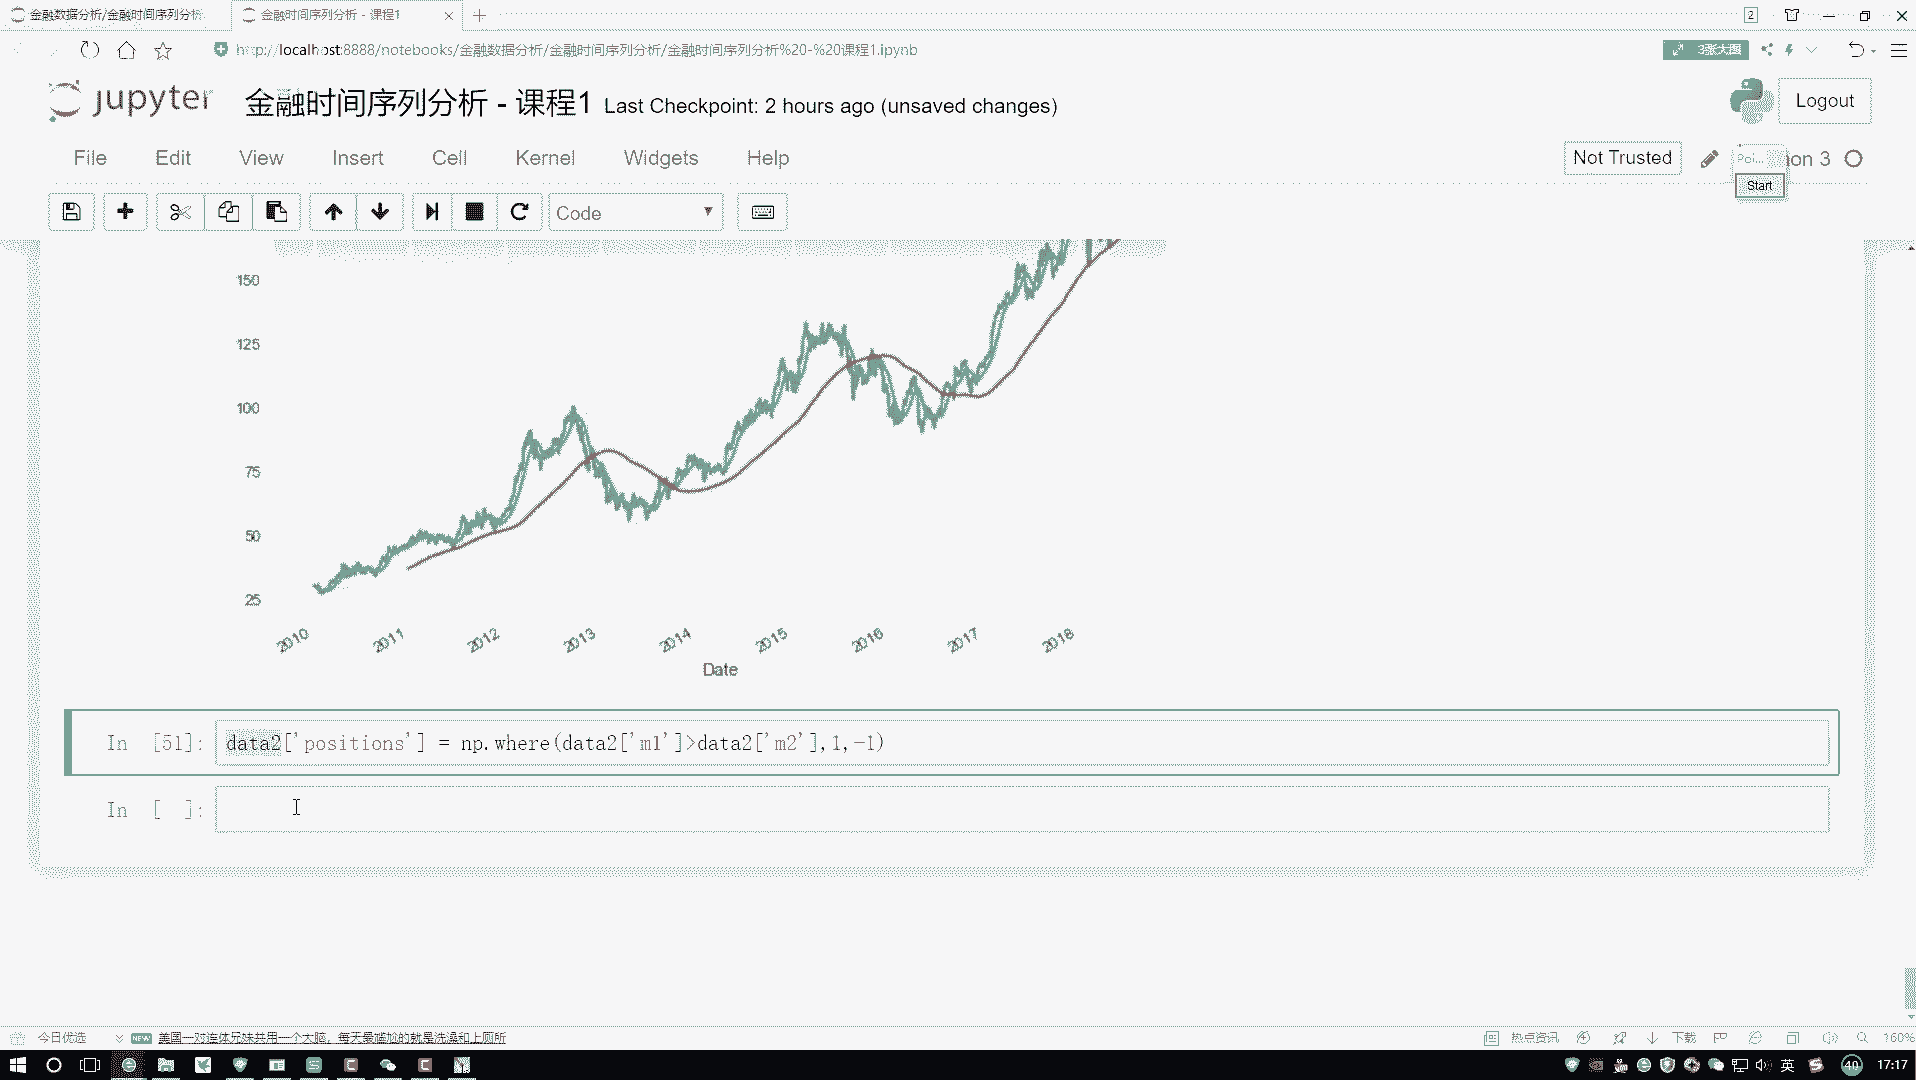 金融数据分析/金融时间序列分析
金融时间序列分析 - 课程1
2
http://localhost:8888/notebooks/金融数据分析/金融时间序列分析/金融时间序列分析%20-%20课程1.ipynb
3张大图
jupyter
金融时间序列分析 - 课程1
Last Checkpoint: 2 hours ago (unsaved changes)
Logout
File Edit View Insert Cell Kernel Widgets Help
Not Trusted
Poi...
on 3
Start
Code
150
125
100
75
50
25
2010 2011 2012 2013 2014 2015 2016 2017 2018
Date
In [51]: data2['positions'] = np.where(data2['m1']>data2['m2'],1,-1)
In [ ]:
今日优选
NEW
美国一对连体兄妹共用一个大脑，每天最尴尬的就是洗澡和上厕所
热点资讯
下载
160%
英
40
17:17